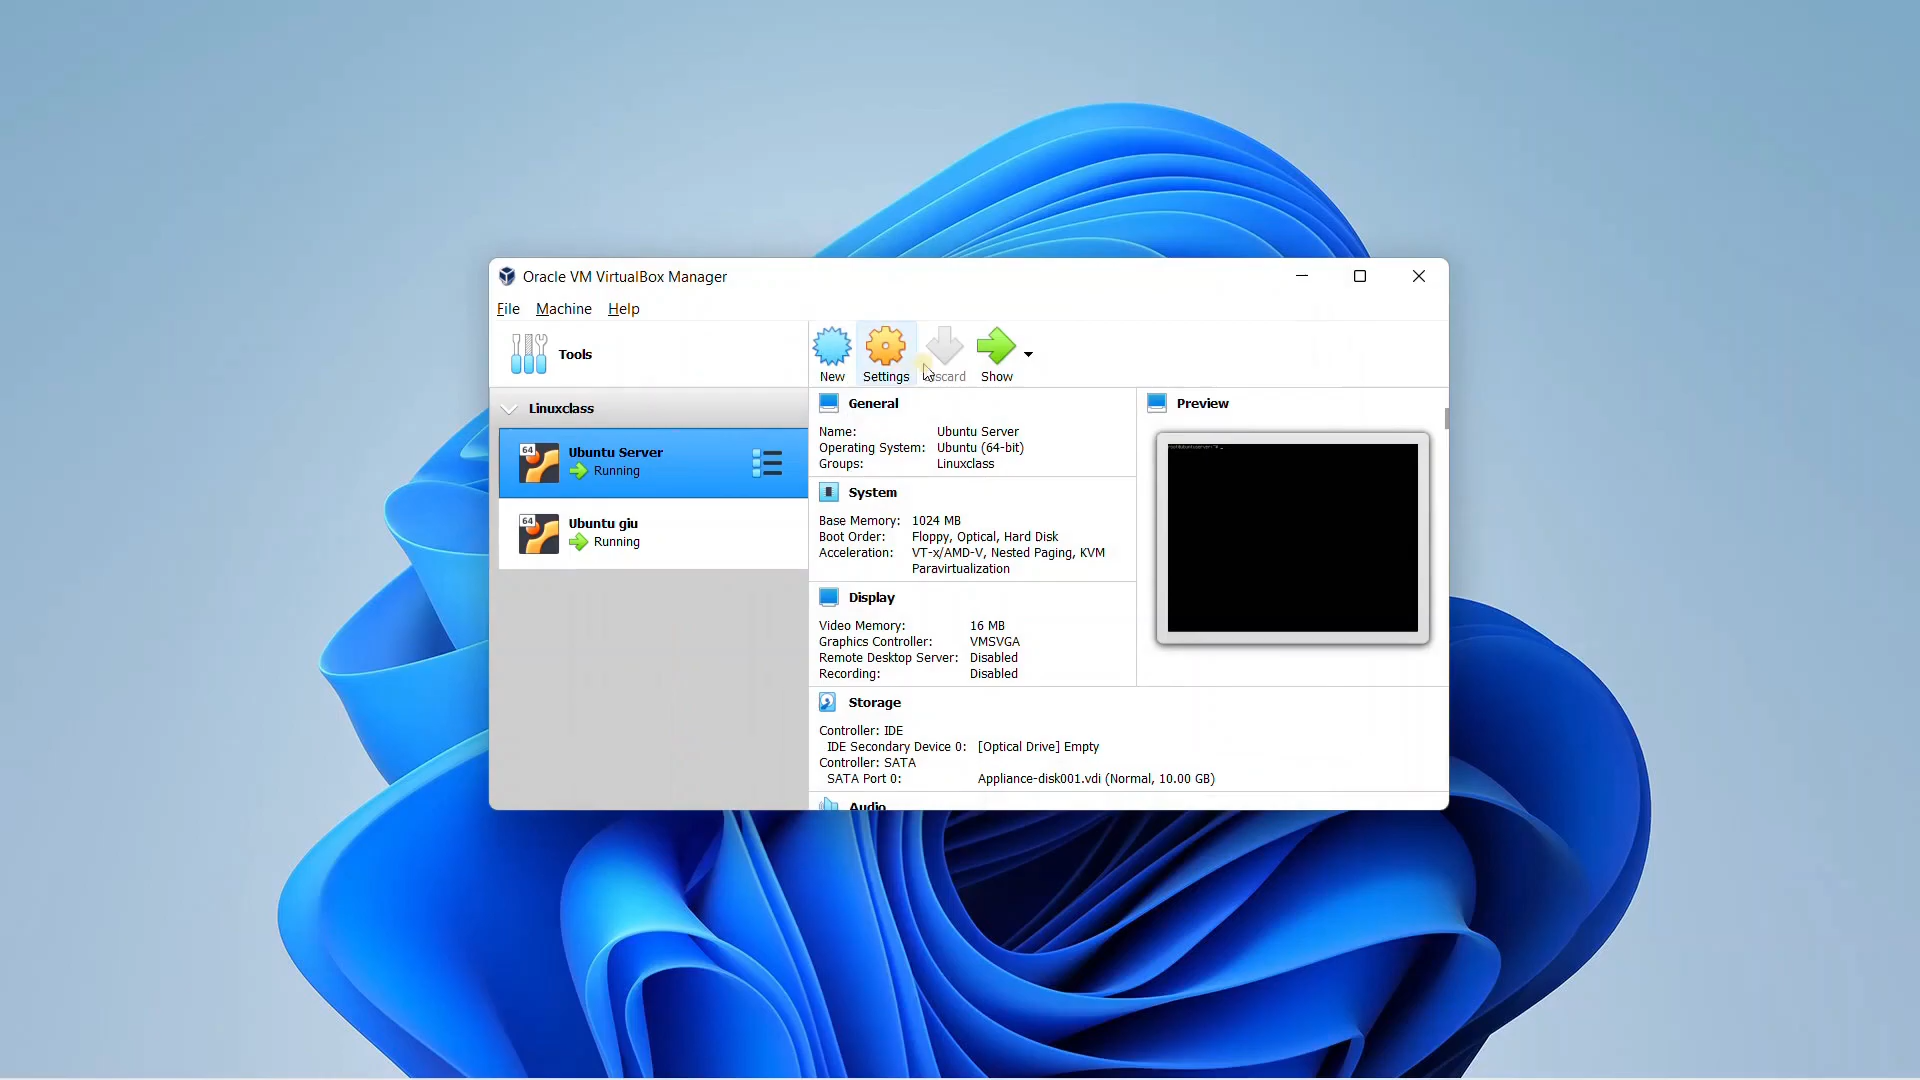 Oracle VM VirtualBox Manager
File Machine Help
Tools
New Settings Show
Linuxclass
64
Ubuntu Server
Running
64
Ubuntu giu
Running
General
Name: Ubuntu Server
Operating System: Ubuntu (64-bit)
Groups: Linuxclass
System
Base Memory: 1024 MB
Boot Order: Floppy, Optical, Hard Disk
Acceleration: VT-x/AMD-V, Nested Paging, KVM
Paravirtualization
Display
Video Memory: 16 MB
Graphics Controller: VMSVGA
Remote Desktop Server: Disabled
Recording: Disabled
Preview
Storage
Controller: IDE
IDE Secondary Device 0: [Optical Drive] Empty
Controller: SATA
SATA Port 0: Appliance-disk001.vdi (Normal, 10.00 GB)
Audio